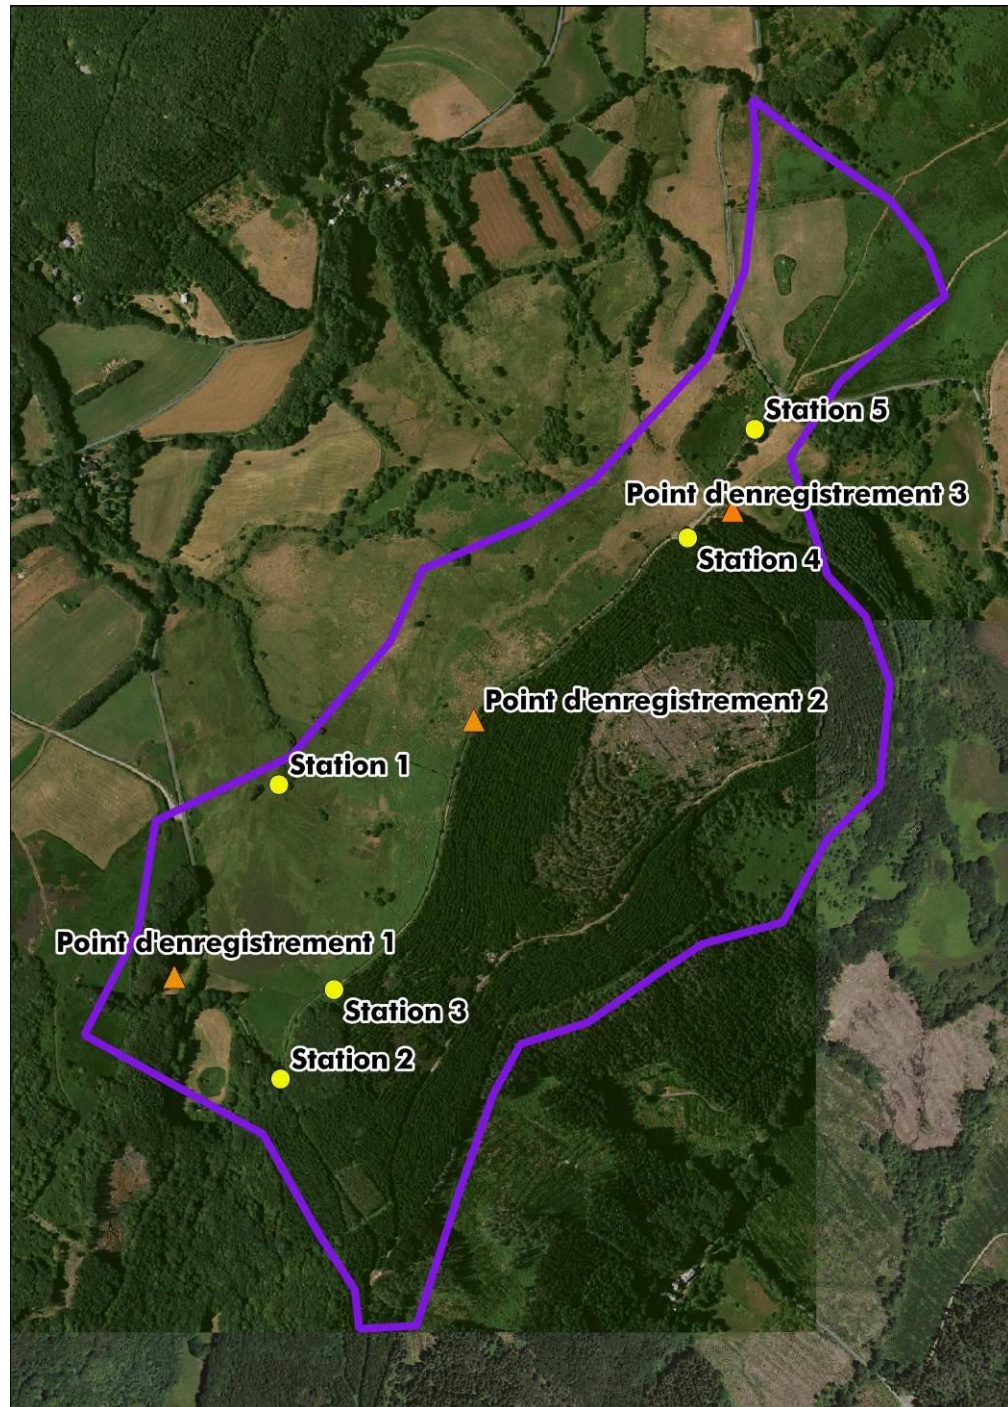 Station 5
Point d'enregistrement 3
Station 4
Point d'enregistrement 2
Station 1
Point d'enregistrement 1
Station 3
Station 2